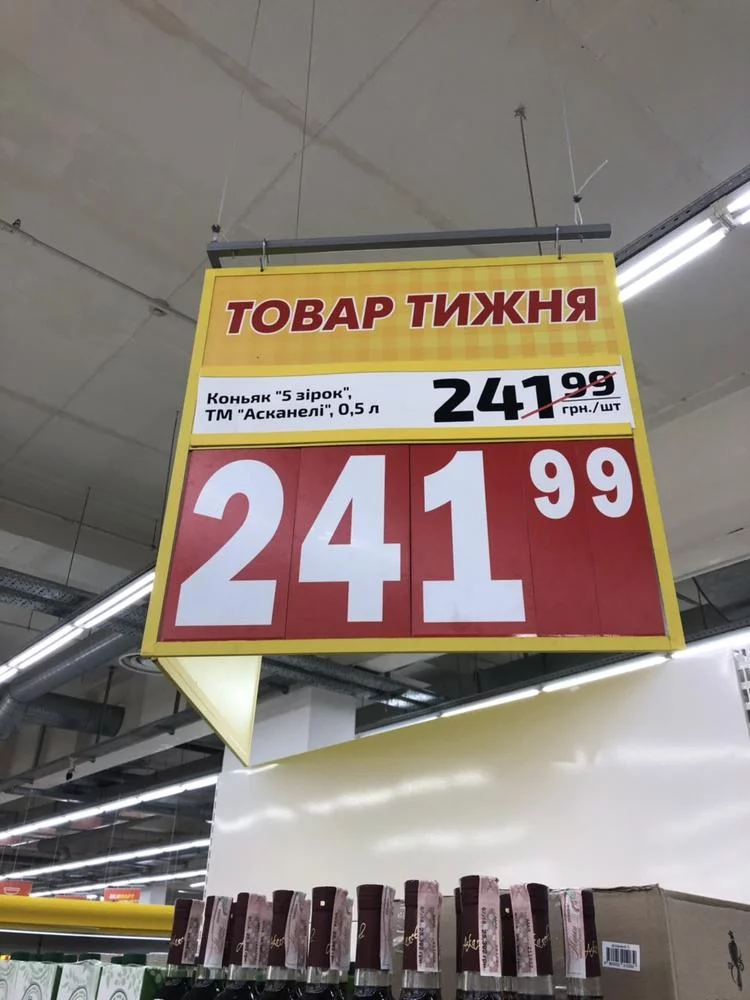 ТОВАР ТИЖНЯ
Коньяк "5 зірок",
ТМ "Асканелі", 0,5 л
241 99
грн./шт
241 99